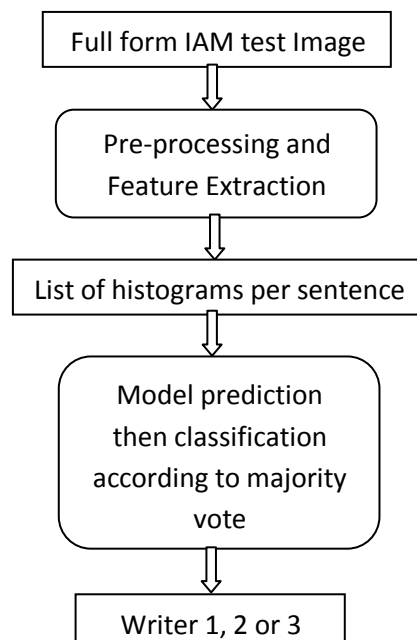 Full form IAM test Image
Pre-processing and
Feature Extraction
List of histograms per sentence
Model prediction
then classification
according to majority
vote
Writer 1, 2 or 3